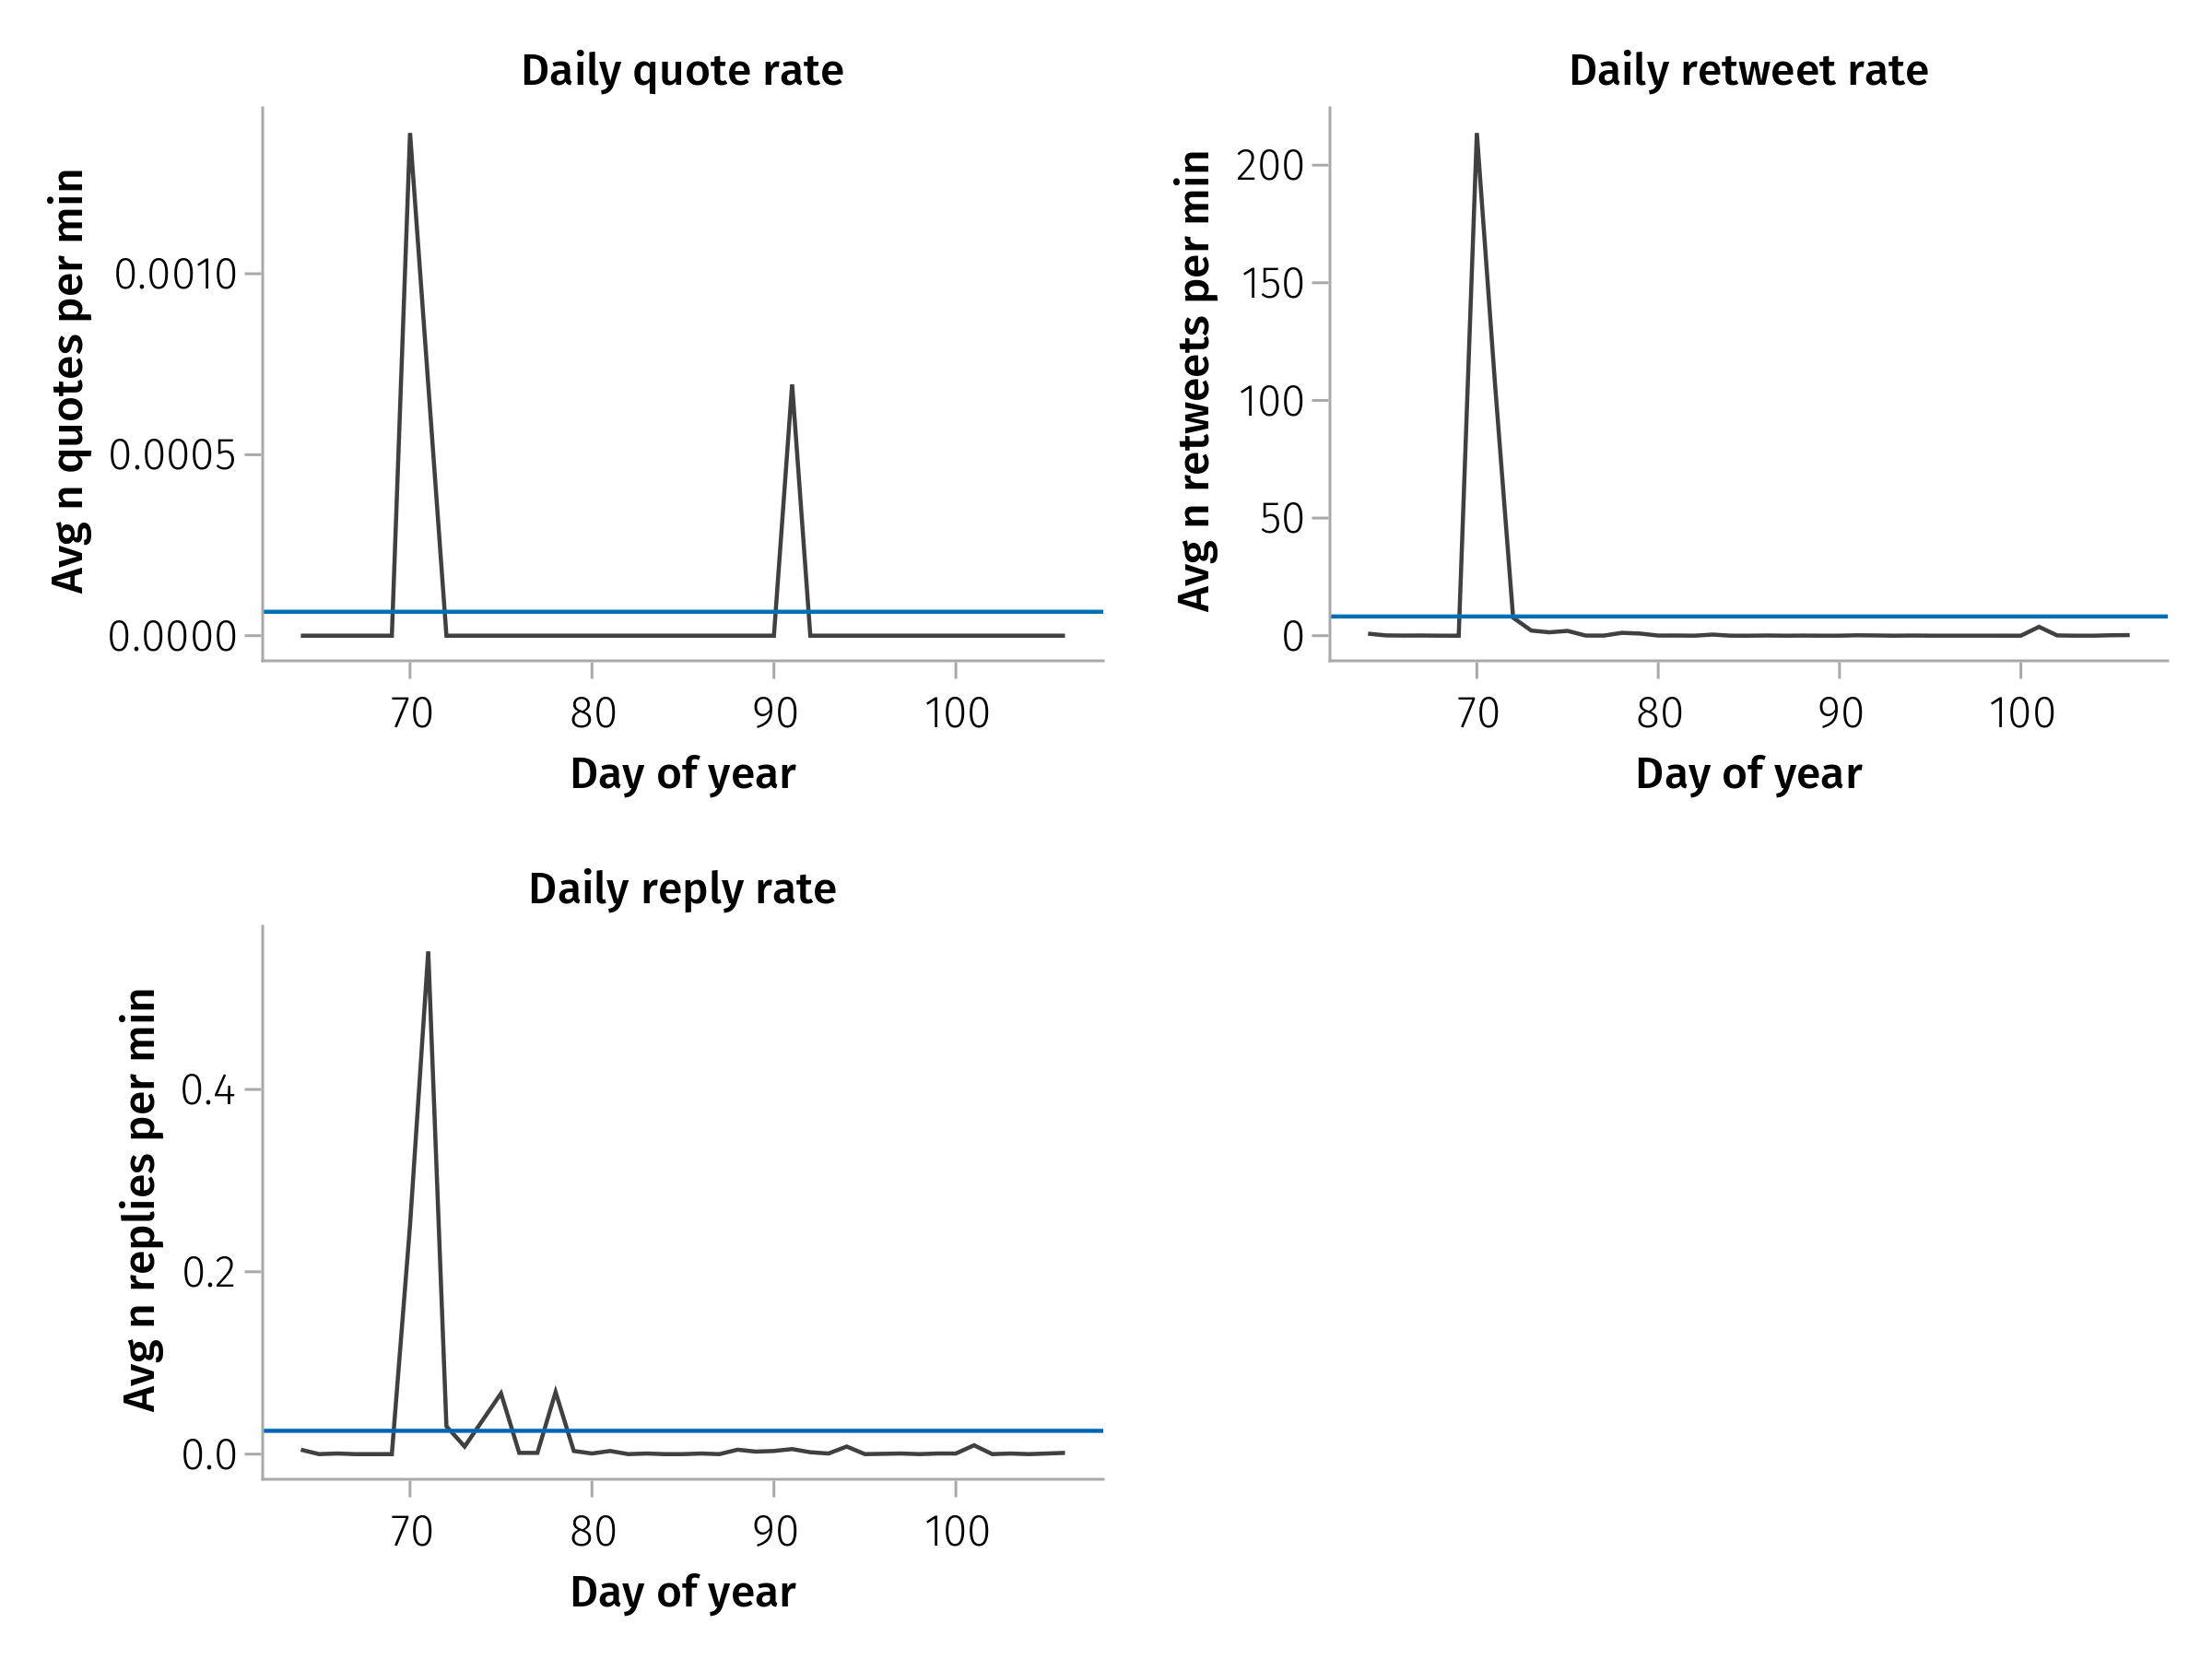 Daily quote rate
Avg n quotes per min
0.0010
0.0005
0.0000
70 80 90 100
Day of year
Daily retweet rate
Avg n retweets per min
200
150
100
50
0
70 80 90 100
Day of year
Daily reply rate
Avg n replies per min
0.4
0.2
0.0
70 80 90 100
Day of year